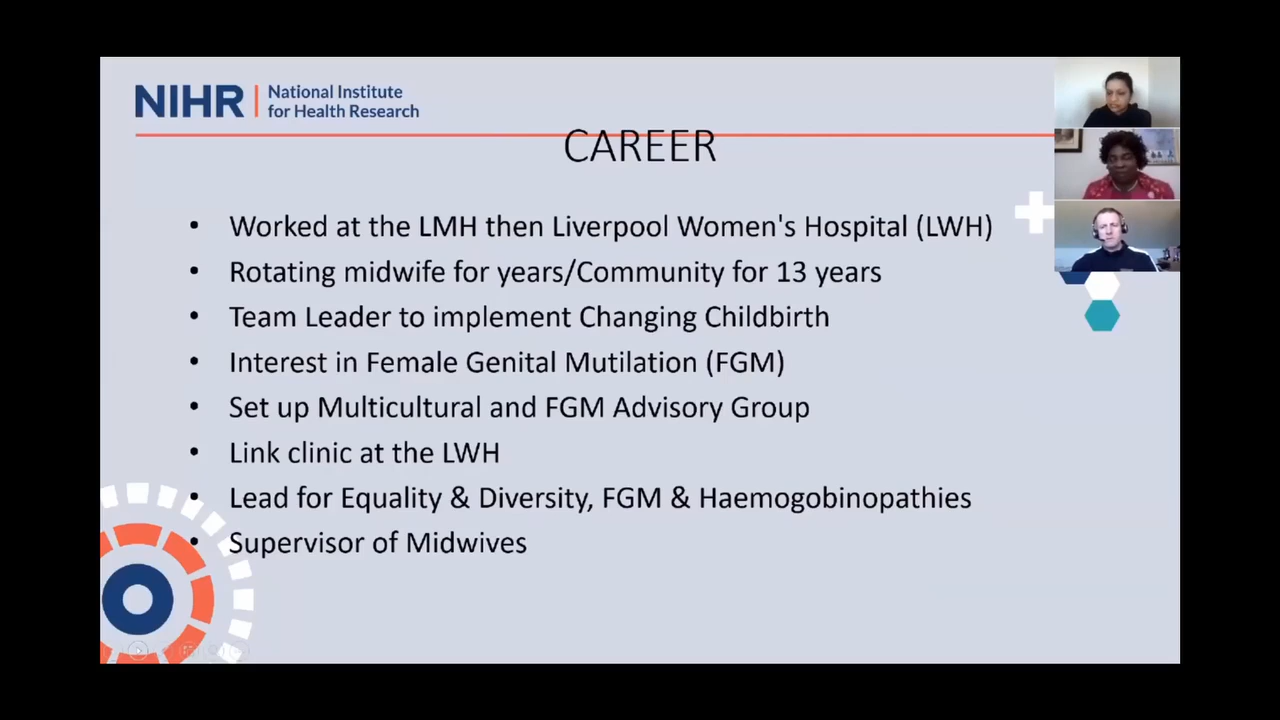 NIHR | National Institute
for Health Research
CAREER
• Worked at the LMH then Liverpool Women's Hospital (LWH)
• Rotating midwife for years/Community for 13 years
• Team Leader to implement Changing Childbirth
• Interest in Female Genital Mutilation (FGM)
• Set up Multicultural and FGM Advisory Group
• Link clinic at the LWH
• Lead for Equality & Diversity, FGM & Haemogobinopathies
• Supervisor of Midwives